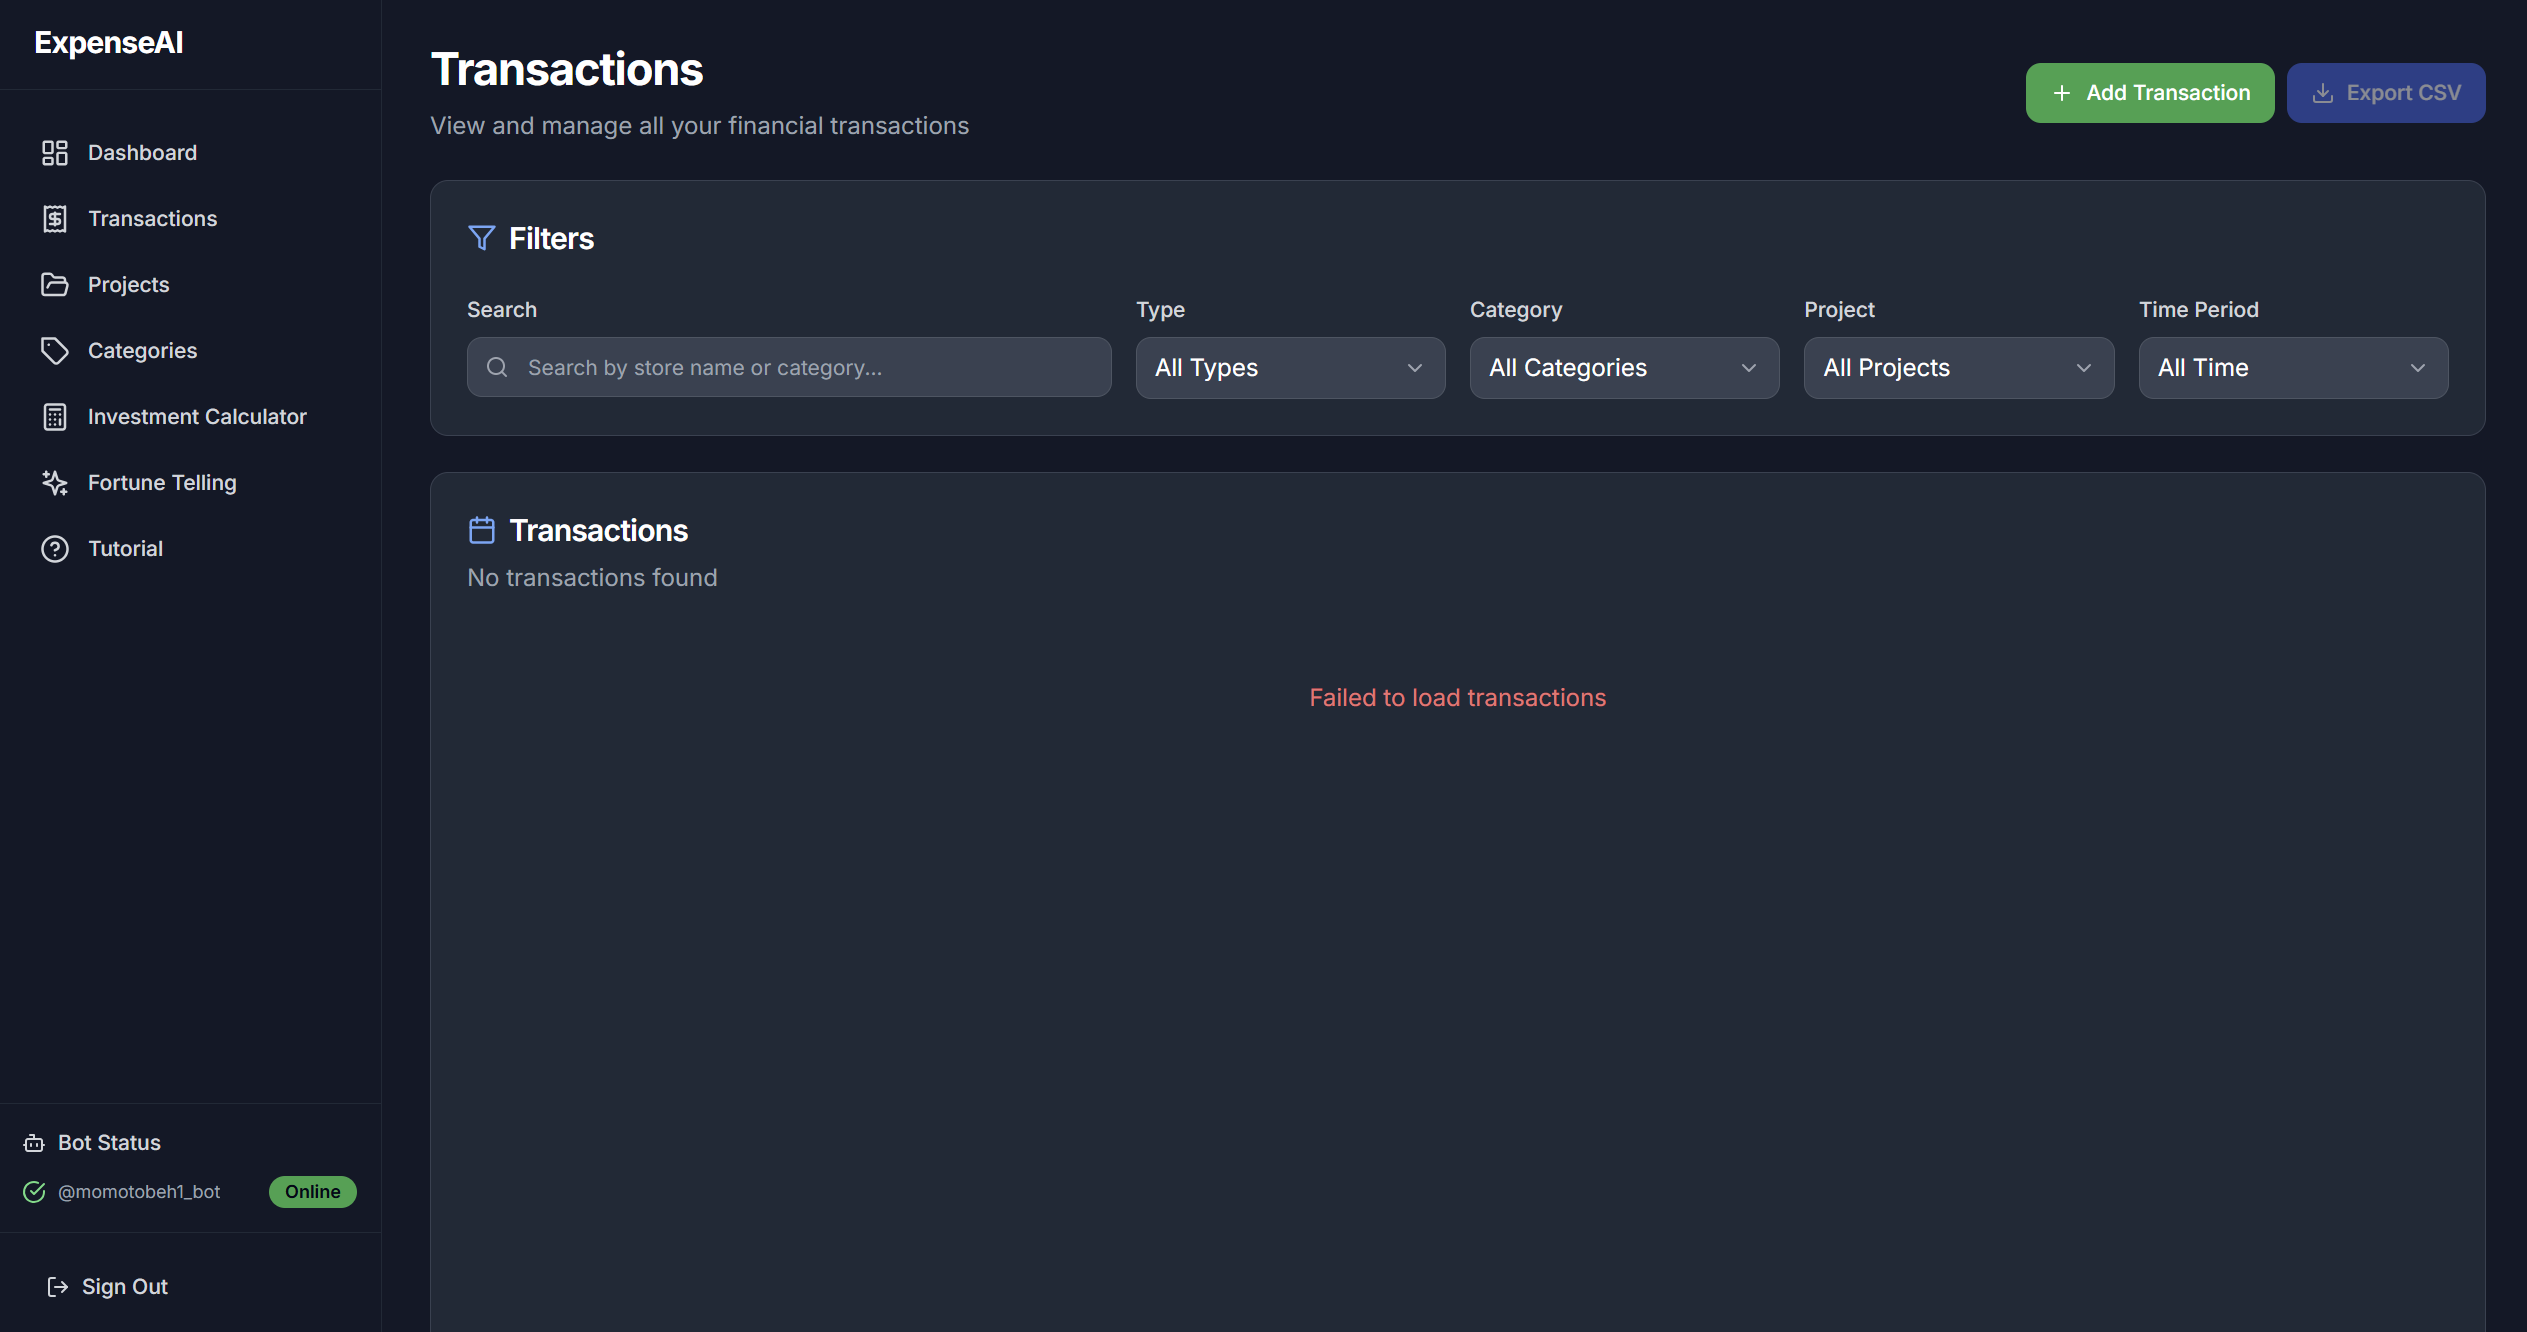 ExpenseAI
Dashboard
Transactions
Projects
Categories
Investment Calculator
Fortune Telling
Tutorial
Bot Status
@momotobeh1_bot
Online
Sign Out
Transactions
View and manage all your financial transactions
Add Transaction
Export CSV
Filters
Search
Search by store name or category...
Type
All Types
Category
All Categories
Project
All Projects
Time Period
All Time
Transactions
No transactions found
Failed to load transactions